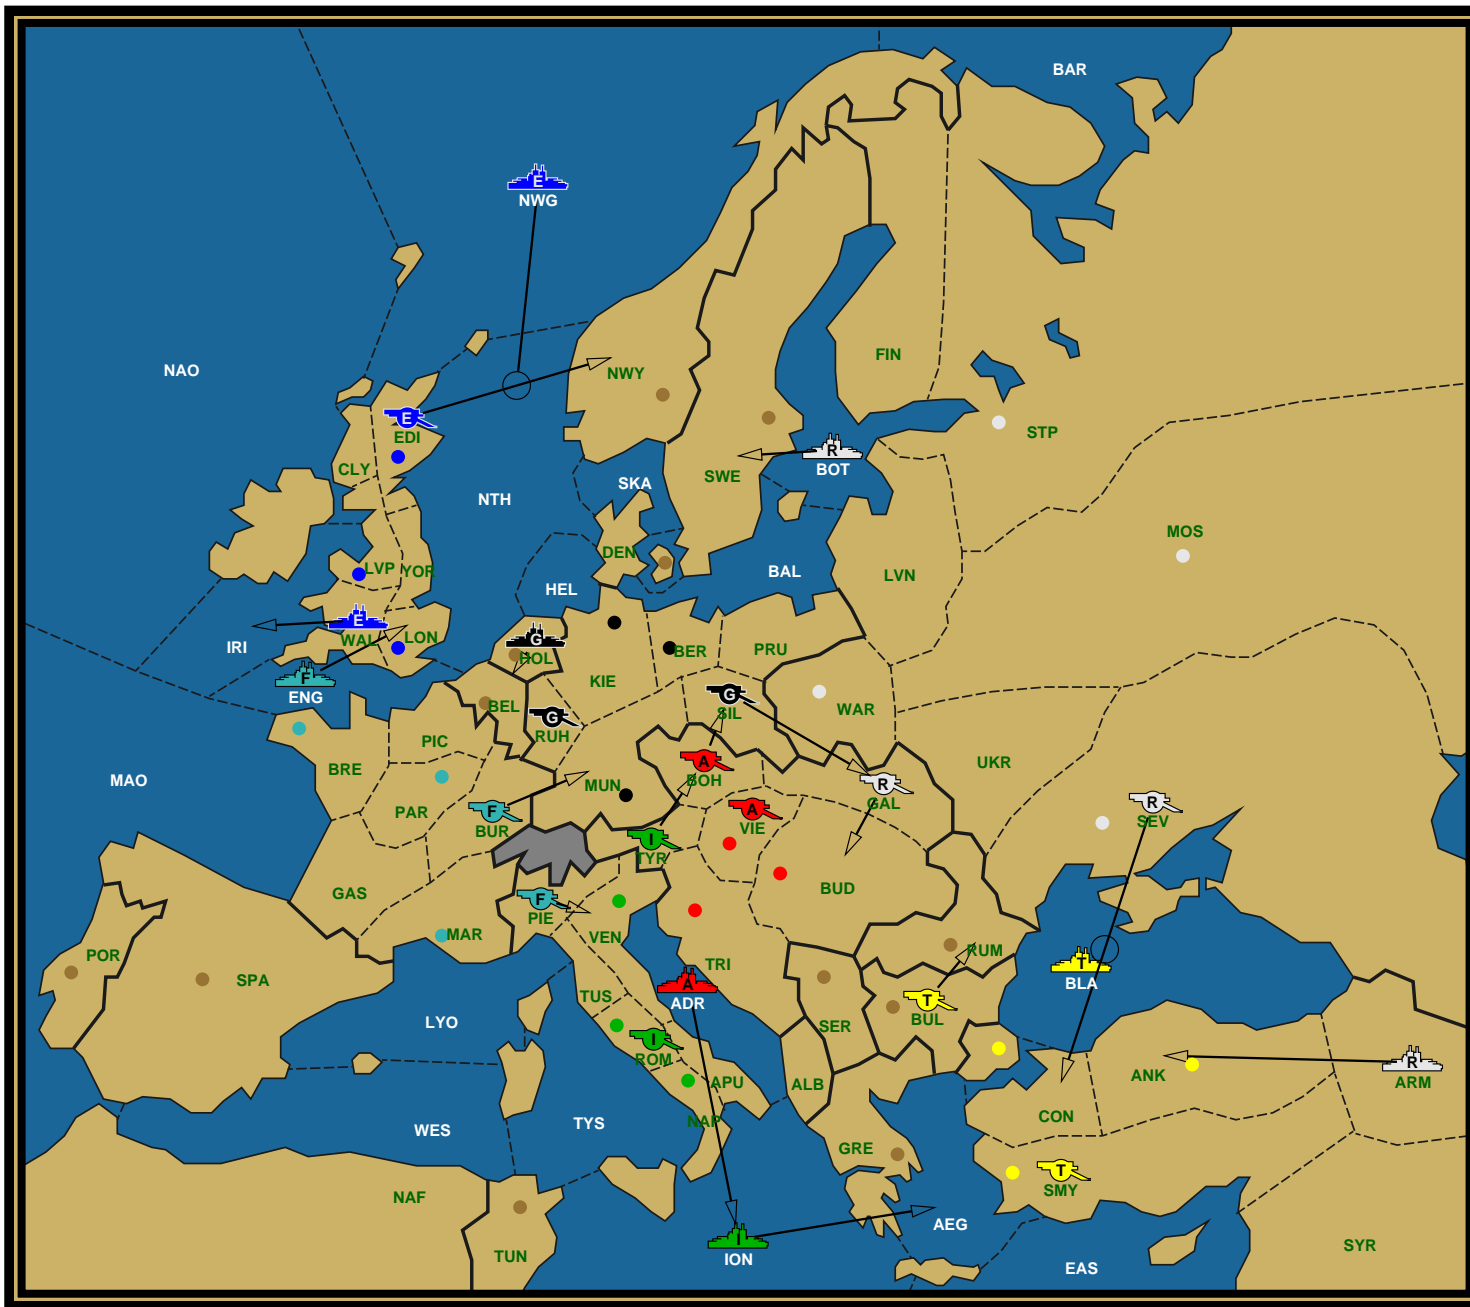 BAR
E
NWG
NAO
FIN
NWY
E
EDI
STP
R
BOT
CLY
SWE
SKA
NTH
MOS
DEN
LVP
YOR
HEL
BAL
LVN
E
WAL
LON
IRI
G
HOL
BER
PRU
F
ENG
KIE
G
SIL
BEL
WAR
G
RUH
PIC
A
BOH
UKR
BRE
MAO
MUN
R
GAL
R
SEV
PAR
F
BUR
A
VIE
I
TYR
GAS
BUD
F
PIE
MAR
VEN
POR
SPA
TRI
RUM
T
BLA
TUS
A
ADR
T
BUL
LYO
SER
I
ROM
R
ARM
ANK
APU
ALB
CON
NAP
WES
TYS
GRE
T
SMY
NAF
AEG
I
ION
TUN
SYR
EAS